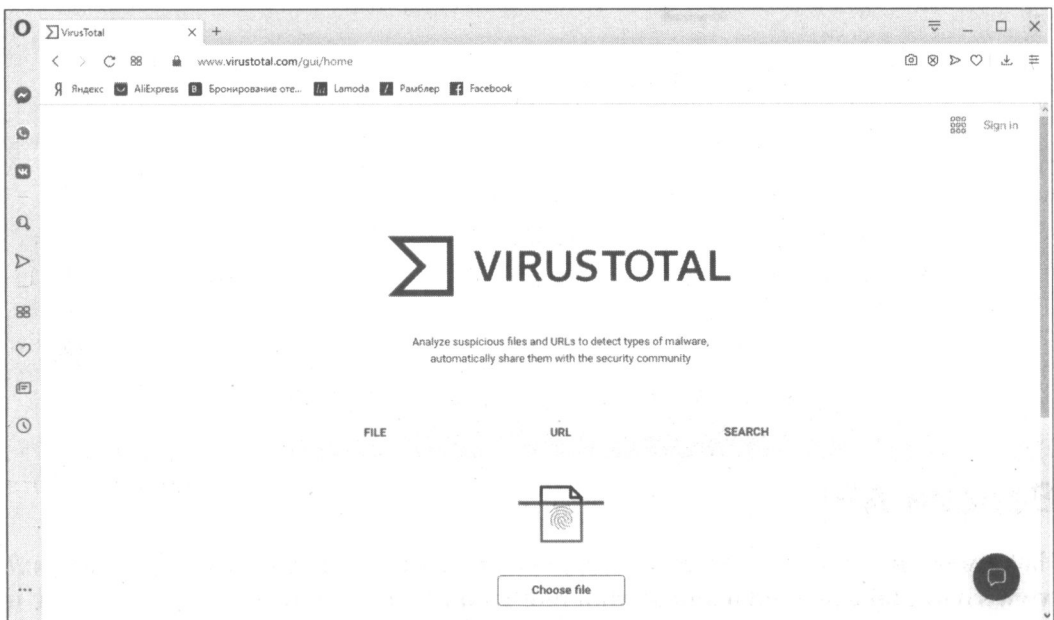 VirusTotal
www.virustotal.com/gui/home
Яндекс AliExpress Бронирование оте... Lamoda Рамблер Facebook
Sign in
VIRUSTOTAL
Analyze suspicious files and URLs to detect types of malware,
automatically share them with the security community
FILE URL SEARCH
Choose file